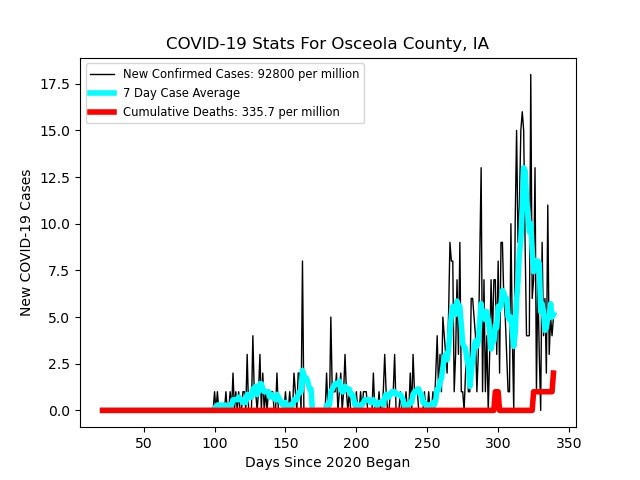 COVID-19 Stats For Osceola County, IA
New Confirmed Cases: 92800 per million
7 Day Case Average
Cumulative Deaths: 335.7 per million
New COVID-19 Cases
17.5
15.0
12.5
10.0
7.5
5.0
2.5
0.0
50 100 150 200 250 300 350
Days Since 2020 Began